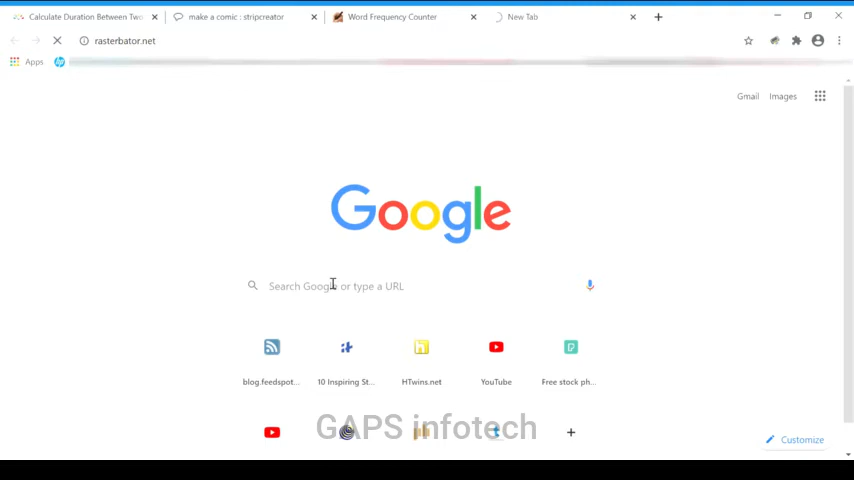 Calculate Duration Between Two
make a comic : stripcreator
Word Frequency Counter
New Tab
rasterbator.net
Apps
hp
Gmail
Images
Google
Search Google or type a URL
blog.feedspot...
10 Inspiring St...
HTwins.net
YouTube
Free stock ph...
GAPS infotech
Customize